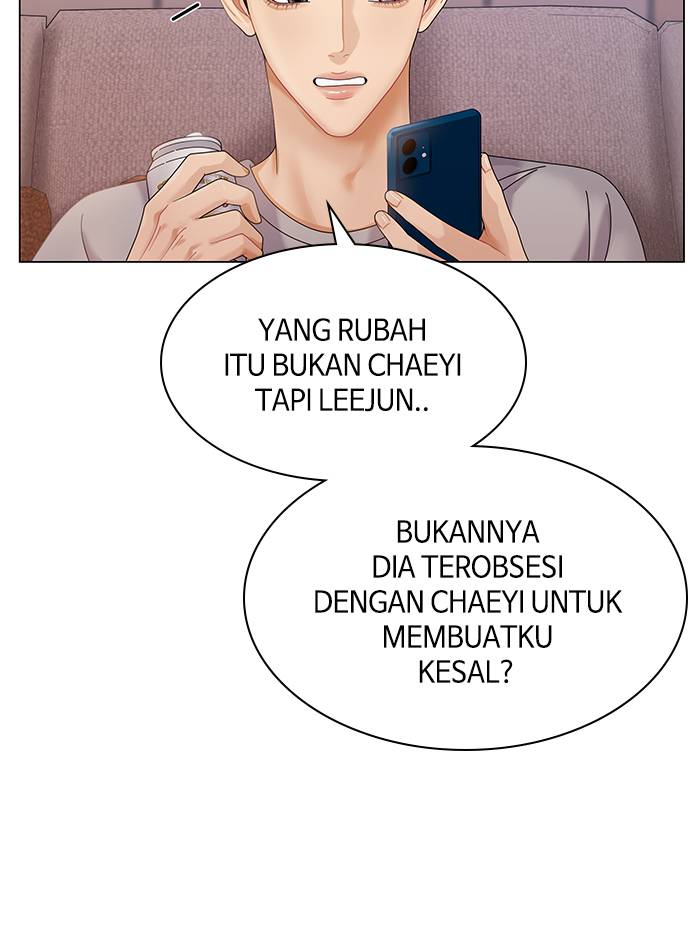 YANG RUBAH
ITU BUKAN CHAEYI
TAPI LEEJUN..
BUKANNYA
DIA TEROBSESI
DENGAN CHAEYI UNTUK
MEMBUATKU
KESAL?